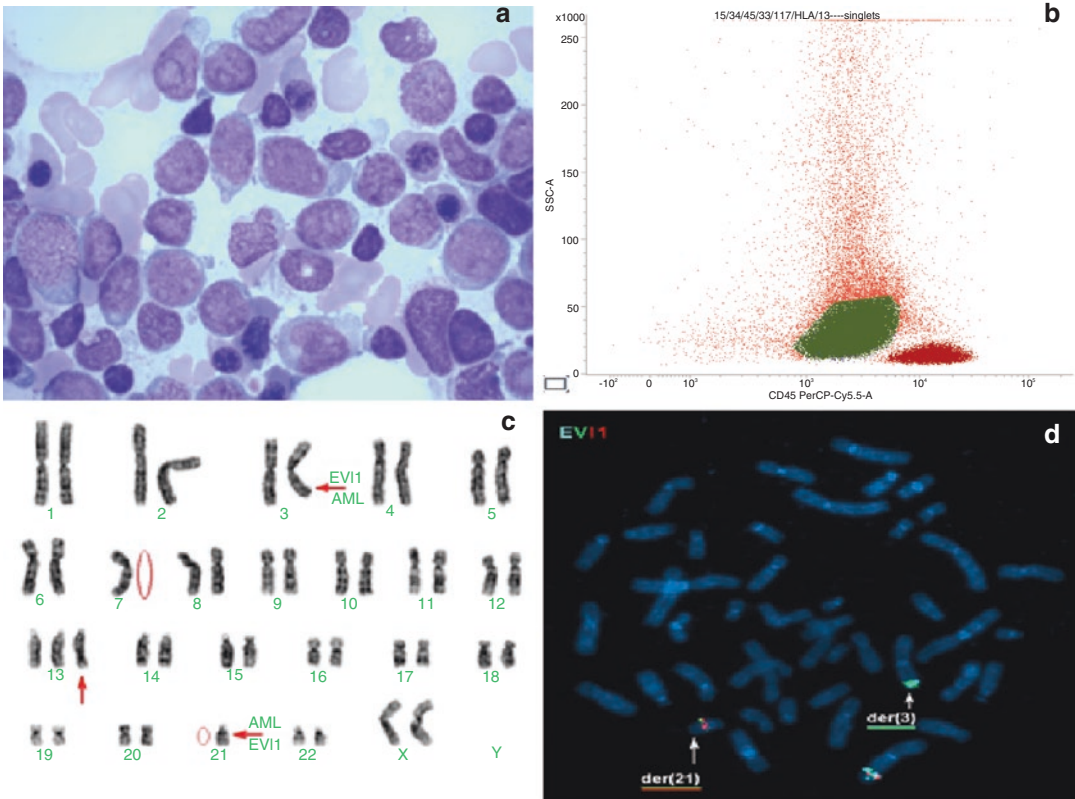 a
b
15/34/45/33/117/HLA/13----singlets
x1000
250
200
150
100
50
0
SSC-A
-10² 0 10³ 10³ 10⁴ 10⁵
CD45 PerCP-Cy5.5-A
c
EVI1
AML
1 2 3 4 5
6 7 8 9 10 11 12
13 14 15 16 17 18
AML
EVI1
19 20 21 22 X Y
EVI1
d
der(3)
der(21)